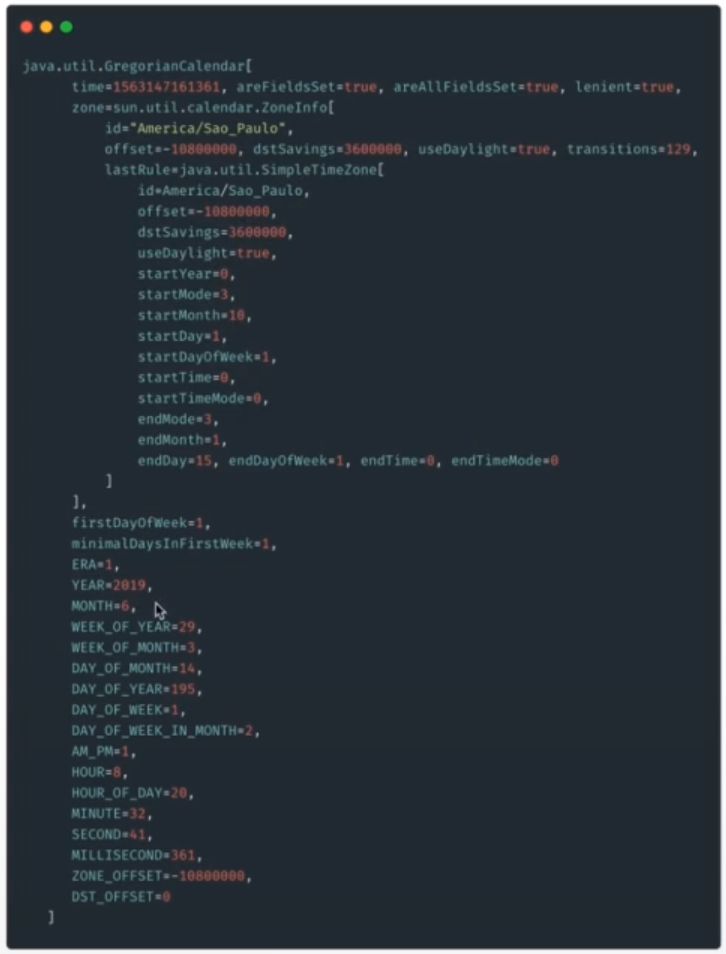 java.util.GregorianCalendar[
time=1563147161361, areFieldsSet=true, areAllFieldsSet=true, lenient=true,
zone=sun.util.calendar.ZoneInfo[
id="America/Sao_Paulo",
offset=-10800000, dstSavings=3600000, useDaylight=true, transitions=129,
lastRule=java.util.SimpleTimeZone[
id=America/Sao_Paulo,
offset=-10800000,
dstSavings=3600000,
useDaylight=true,
startYear=0,
startMode=3,
startMonth=10,
startDay=1,
startDayOfWeek=1,
startTime=0,
startTimeMode=0,
endMode=3,
endMonth=1,
endDay=15, endDayOfWeek=1, endTime=0, endTimeMode=0
]
],
firstDayOfWeek=1,
minimalDaysInFirstWeek=1,
ERA=1,
YEAR=2019,
MONTH=6,
WEEK_OF_YEAR=29,
WEEK_OF_MONTH=3,
DAY_OF_MONTH=14,
DAY_OF_YEAR=195,
DAY_OF_WEEK=1,
DAY_OF_WEEK_IN_MONTH=2,
AM_PM=1,
HOUR=8,
HOUR_OF_DAY=20,
MINUTE=32,
SECOND=41,
MILLISECOND=361,
ZONE_OFFSET=-10800000,
DST_OFFSET=0
]